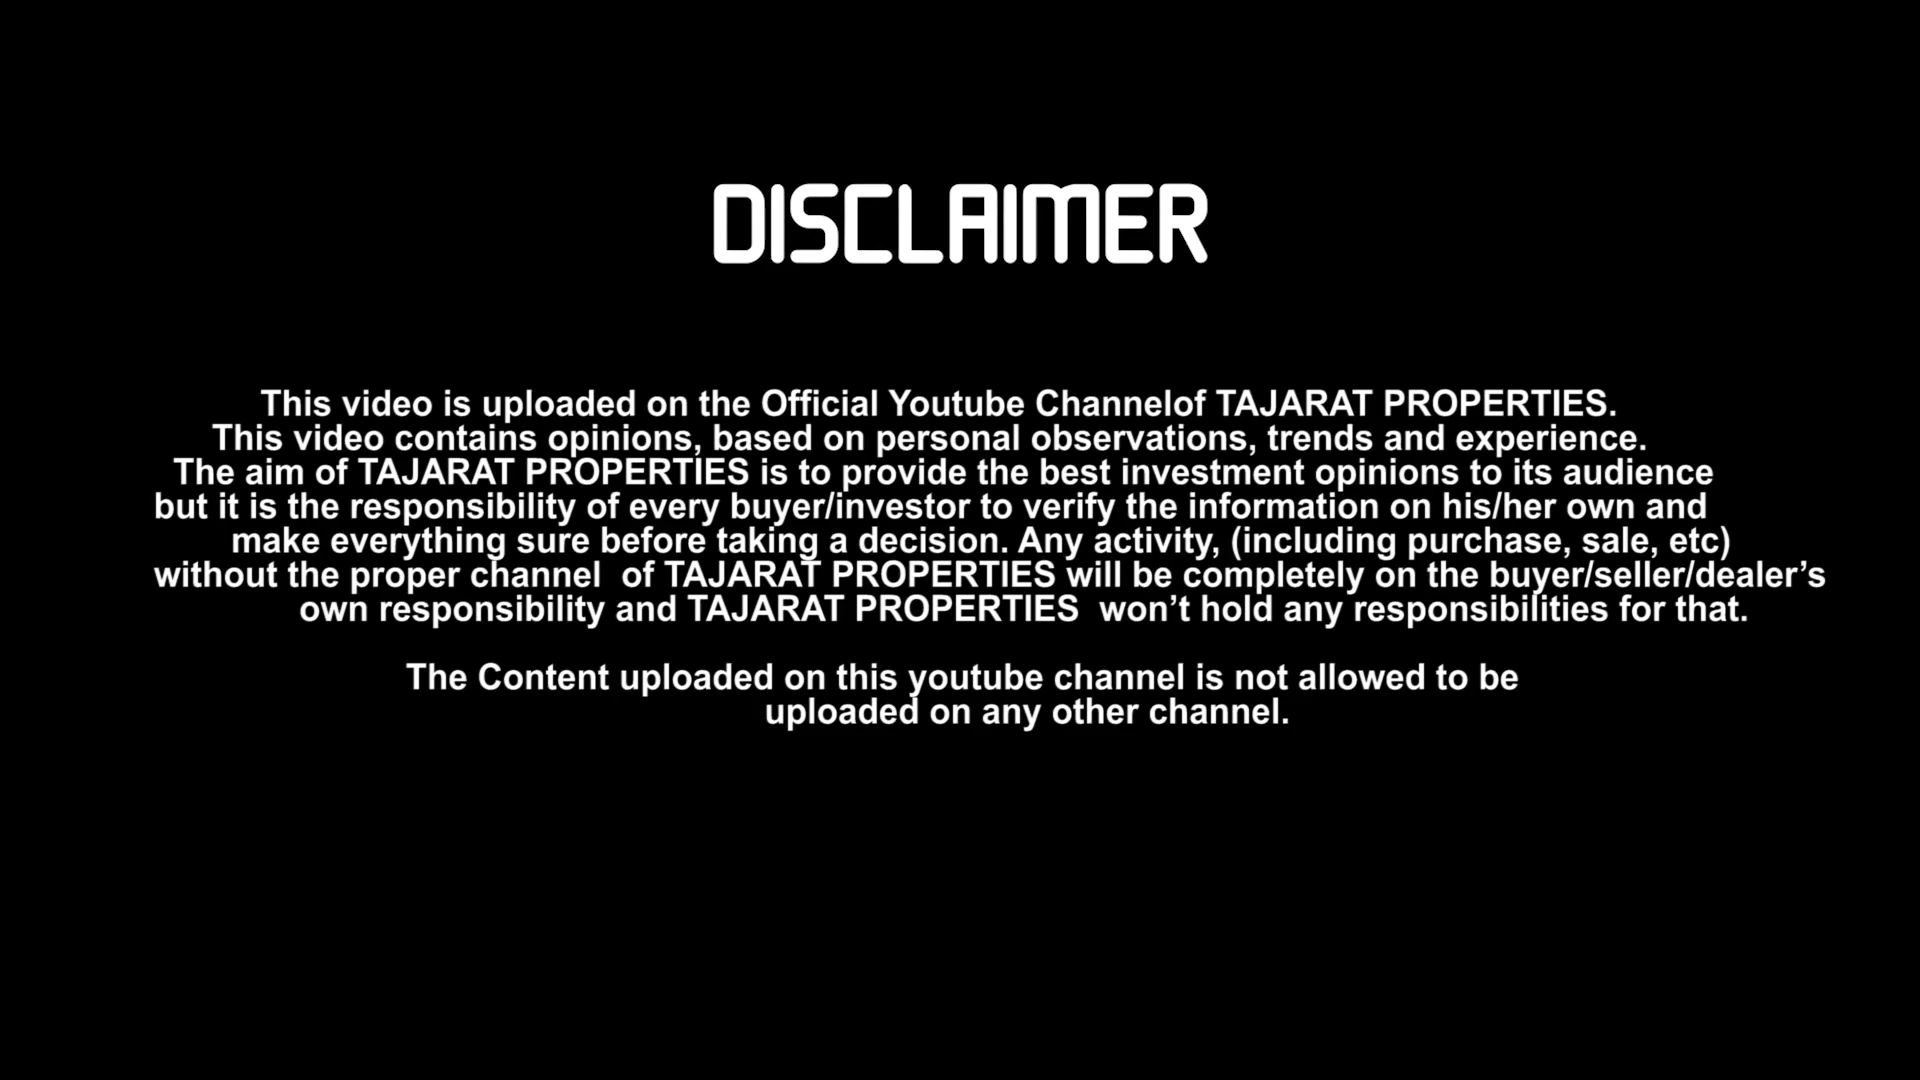 DISCLAIMER
This video is uploaded on the Official Youtube Channelof TAJARAT PROPERTIES.
This video contains opinions, based on personal observations, trends and experience.
The aim of TAJARAT PROPERTIES is to provide the best investment opinions to its audience
but it is the responsibility of every buyer/investor to verify the information on his/her own and
make everything sure before taking a decision. Any activity, (including purchase, sale, etc)
without the proper channel  of TAJARAT PROPERTIES will be completely on the buyer/seller/dealer’s
own responsibility and TAJARAT PROPERTIES  won’t hold any responsibilities for that.
The Content uploaded on this youtube channel is not allowed to be
uploaded on any other channel.